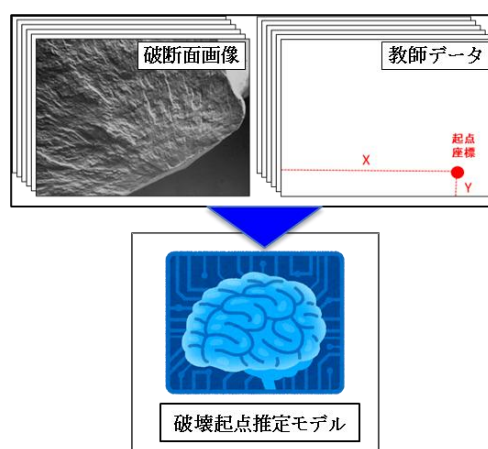 破断面画像
教師データ
起点
座標
X
Y
破壊起点推定モデル